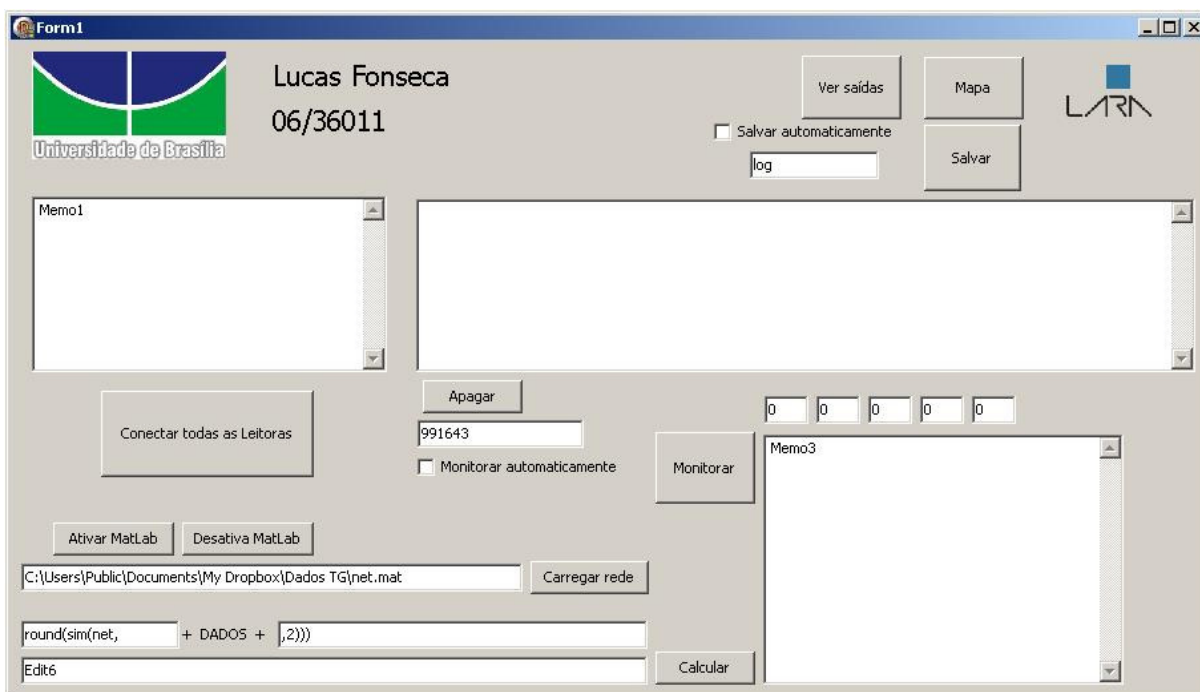 Form1
Lucas Fonseca
06/36011
Universidade de Brasília
Ver saídas
Mapa
LARA
Salvar automaticamente
log
Salvar
Memo1
Apagar
991643
Monitorar automaticamente
Conectar todas as Leitoras
Monitorar
0 0 0 0 0
Memo3
Ativar MatLab
Desativa MatLab
C:\Users\Public\Documents\My Dropbox\Dados TG\net.mat
Carregar rede
round(sim(net, + DADOS + ,2)))
Edit6
Calcular